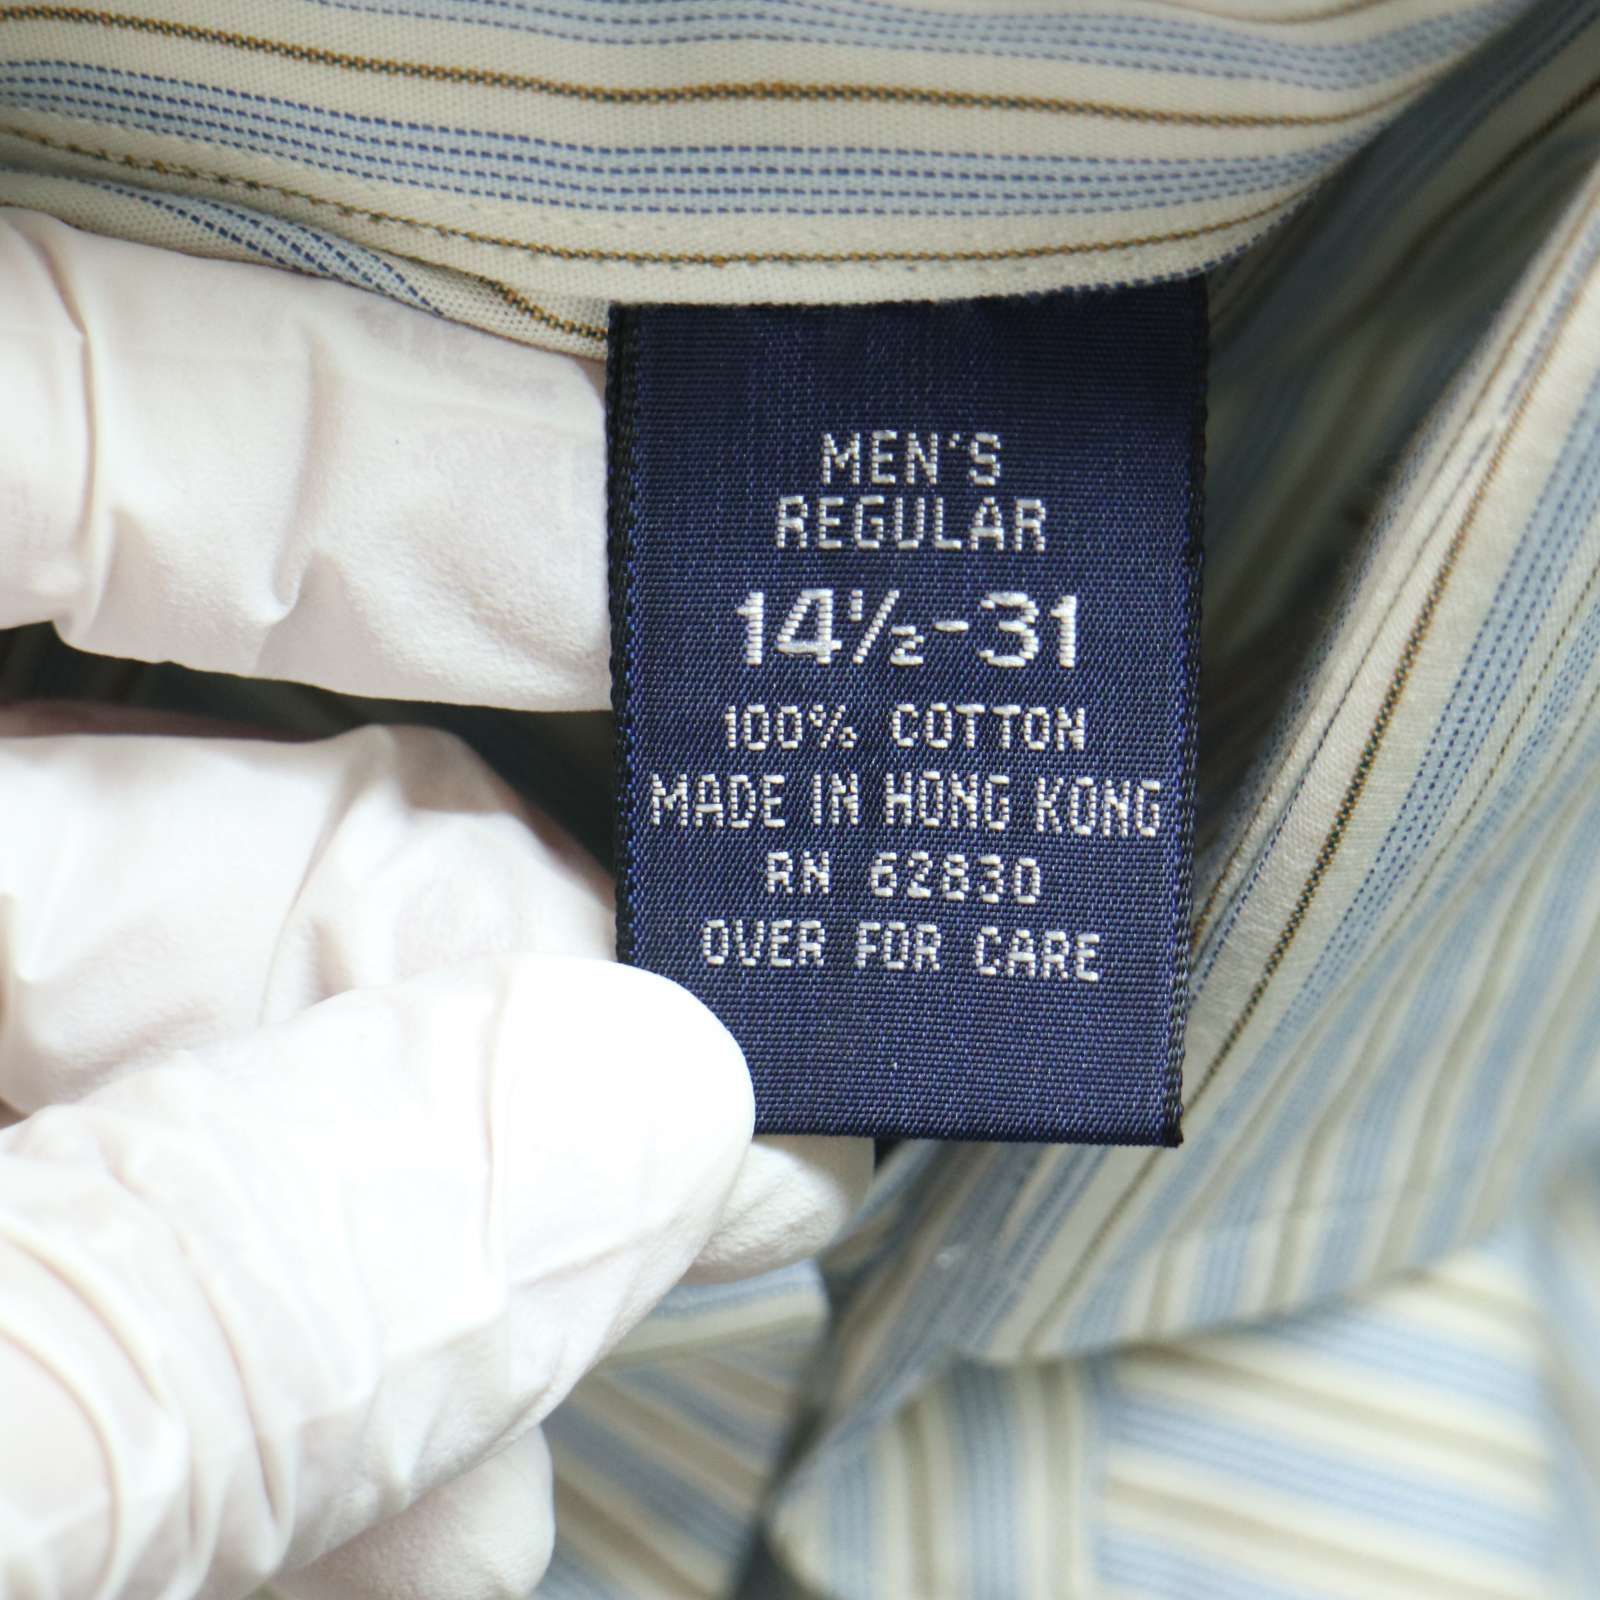 MEN'S
REGULAR
14½-31
100% COTTON
MADE IN HONG KONG
RN 62830
OVER FOR CARE